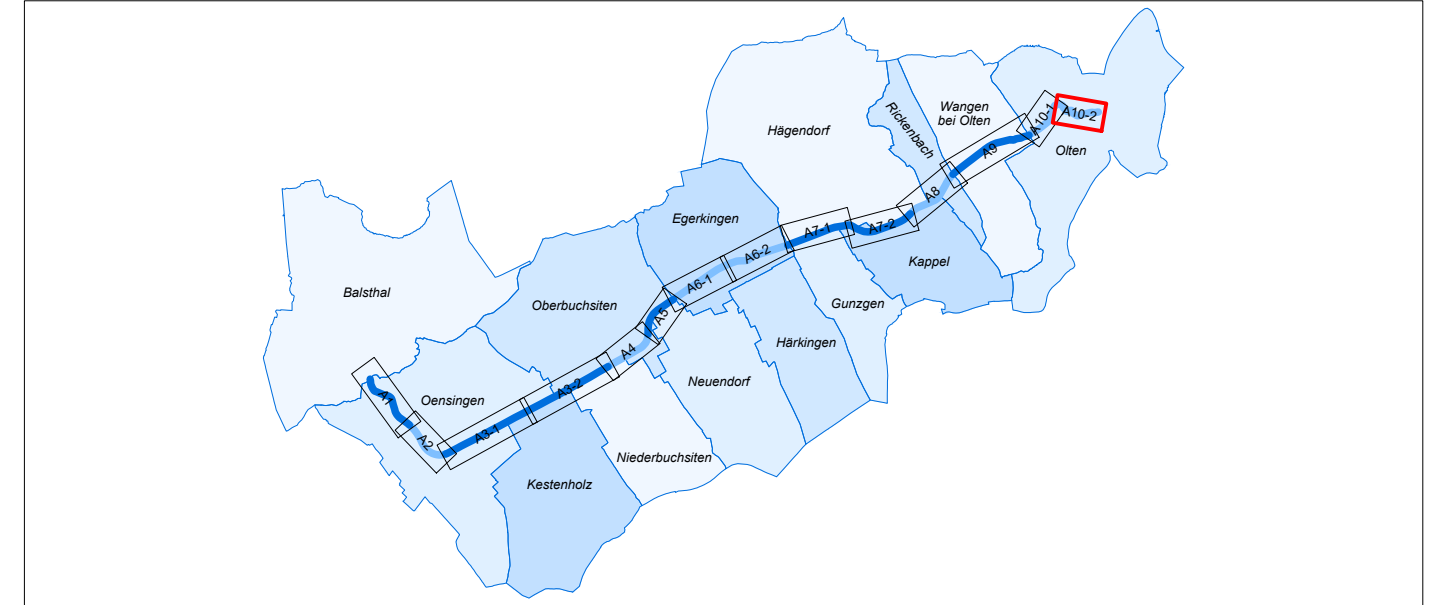 Wangen
bei Olten
Rickenbach
Hägendorf
A10-1
A10-2
Olten
A9
A8
Egerkingen
A7-1
A7-2
A6-2
Kappel
A6-1
Balsthal
Oberbuchsiten
Gunzgen
A5
Härkingen
A4
Neuendorf
A3-2
A1
Oensingen
A3-1
A2
Niederbuchsiten
Kestenholz